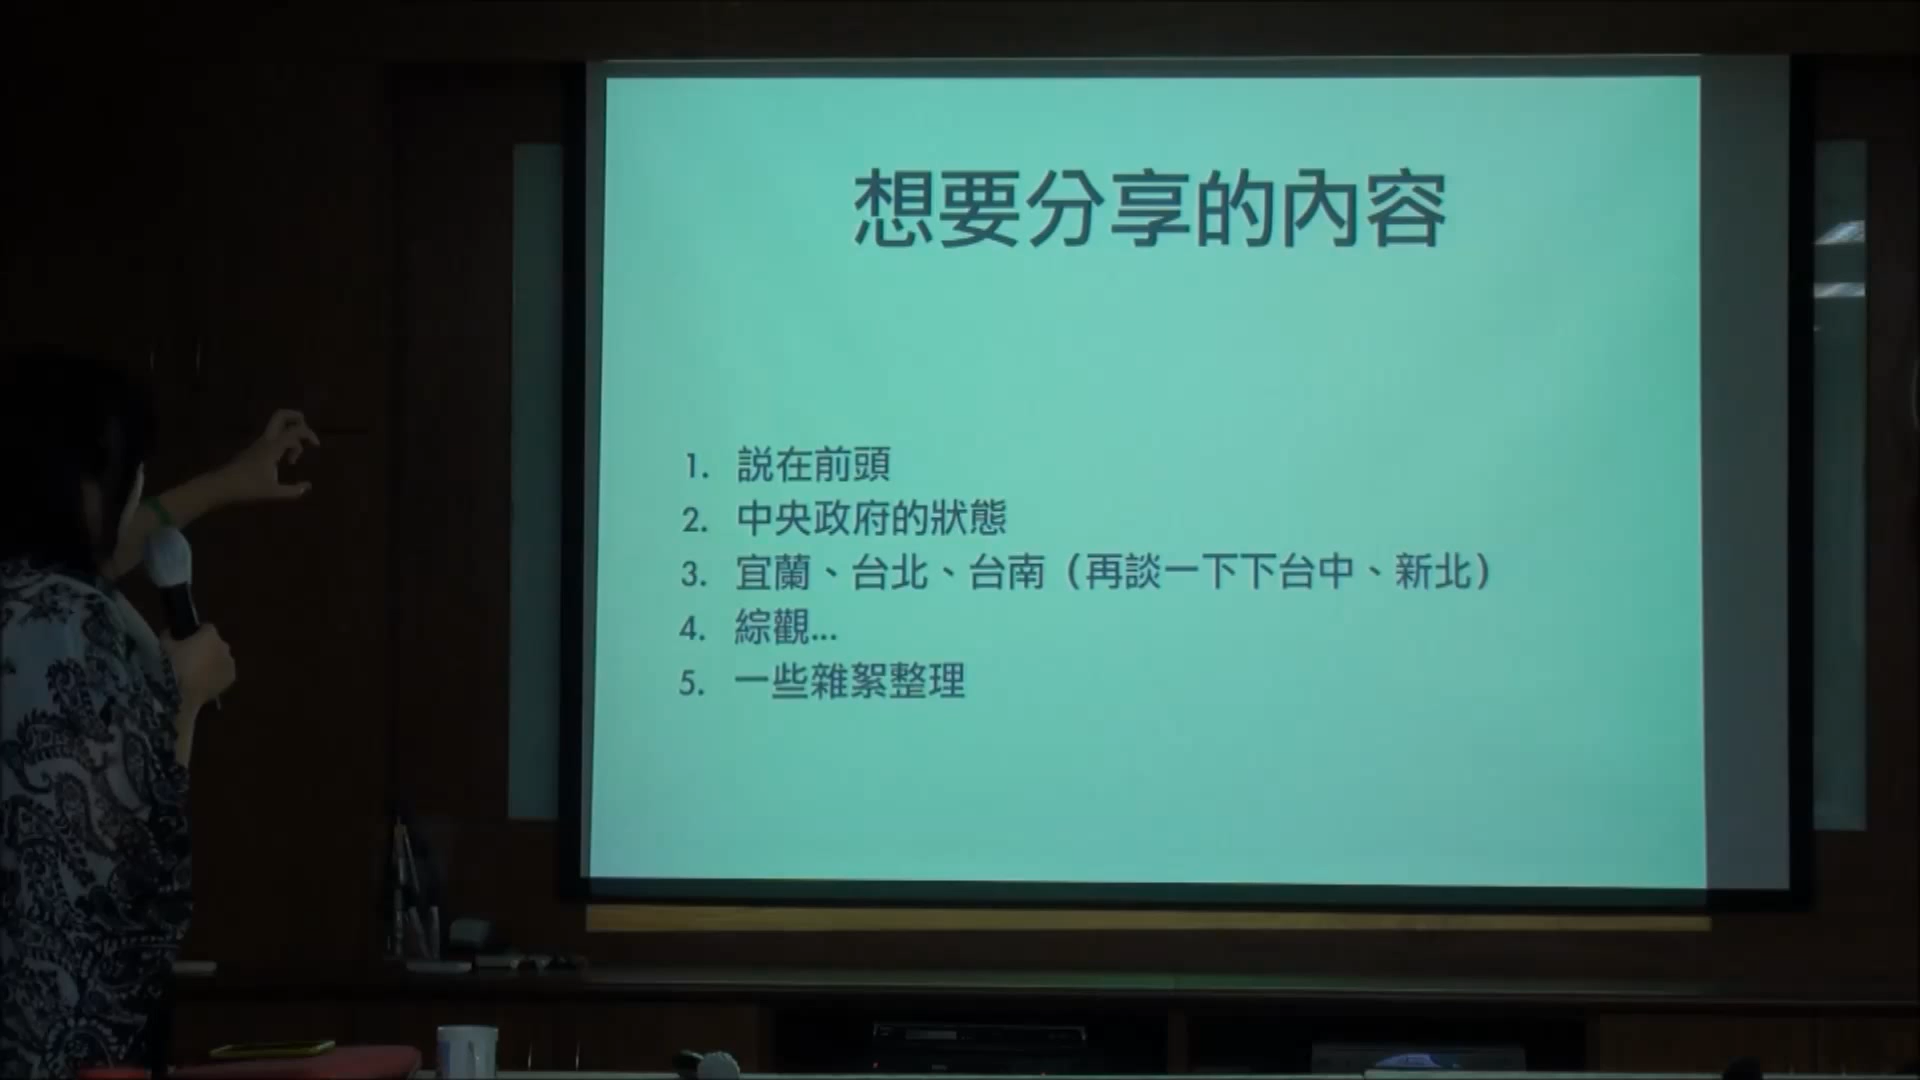 想要分享的內容
1. 説在前頭
2. 中央政府的狀態
3. 宜蘭、台北、台南（再談一下下台中、新北）
4. 綜觀...
5. 一些雜絮整理